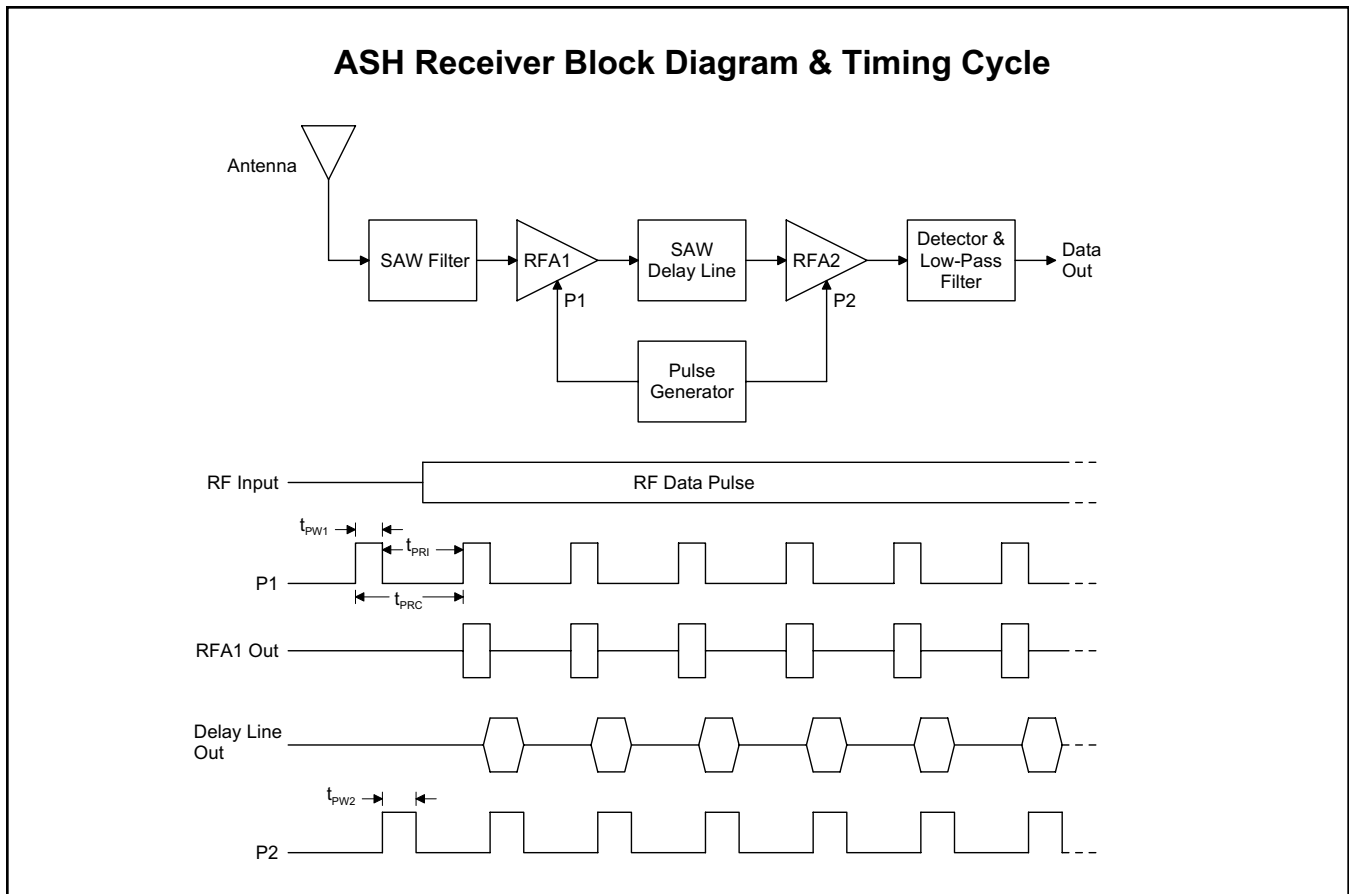 ASH Receiver Block Diagram & Timing Cycle
Antenna
SAW Filter
RFA1
SAW
Delay Line
RFA2
Detector &
Low-Pass
Filter
Data
Out
P1
P2
Pulse
Generator
RF Input
RF Data Pulse
tPW1
tPRI
P1
tPRC
RFA1 Out
Delay Line
Out
tPW2
P2